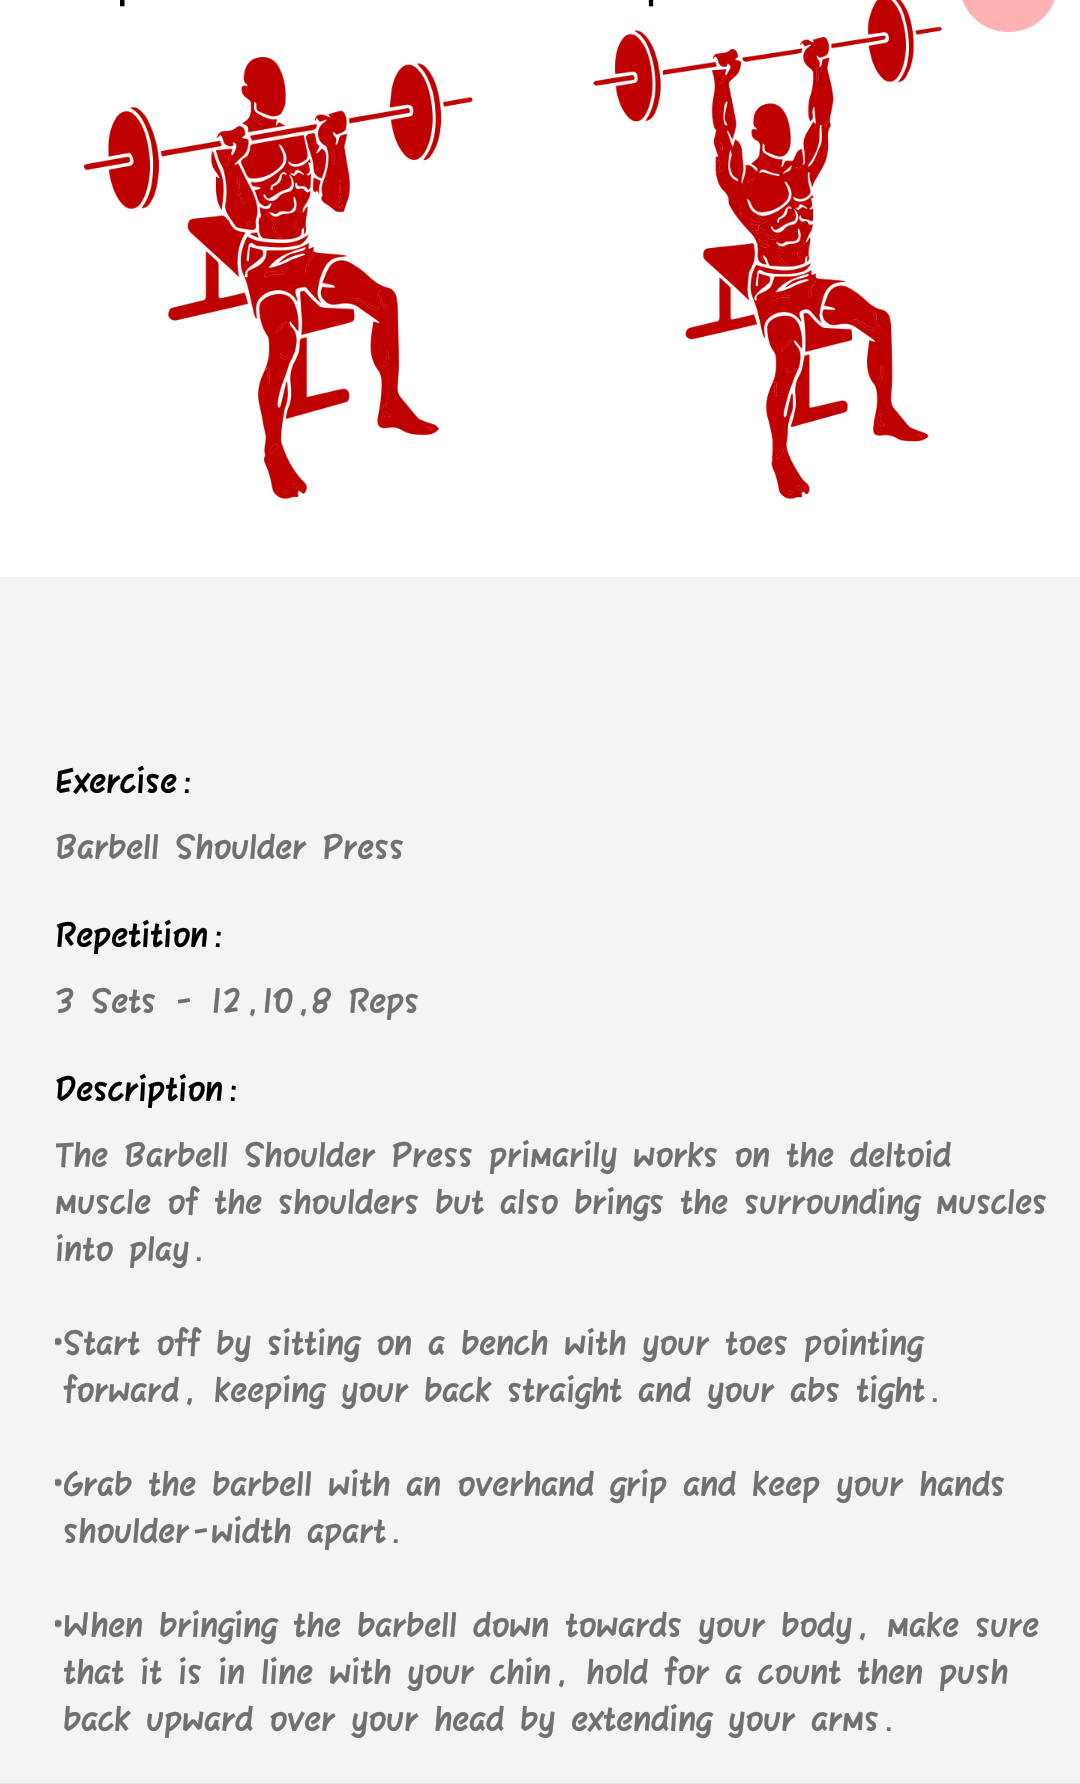 Exercise:
Barbell Shoulder Press
Repetition:
3 Sets - 12,10,8 Reps
Description:
The Barbell Shoulder Press primarily works on the deltoid
muscle of the shoulders but also brings the surrounding muscles
into play.
•Start off by sitting on a bench with your toes pointing
forward, keeping your back straight and your abs tight.
•Grab the barbell with an overhand grip and keep your hands
shoulder-width apart.
•When bringing the barbell down towards your body, make sure
that it is in line with your chin, hold for a count then push
back upward over your head by extending your arms.